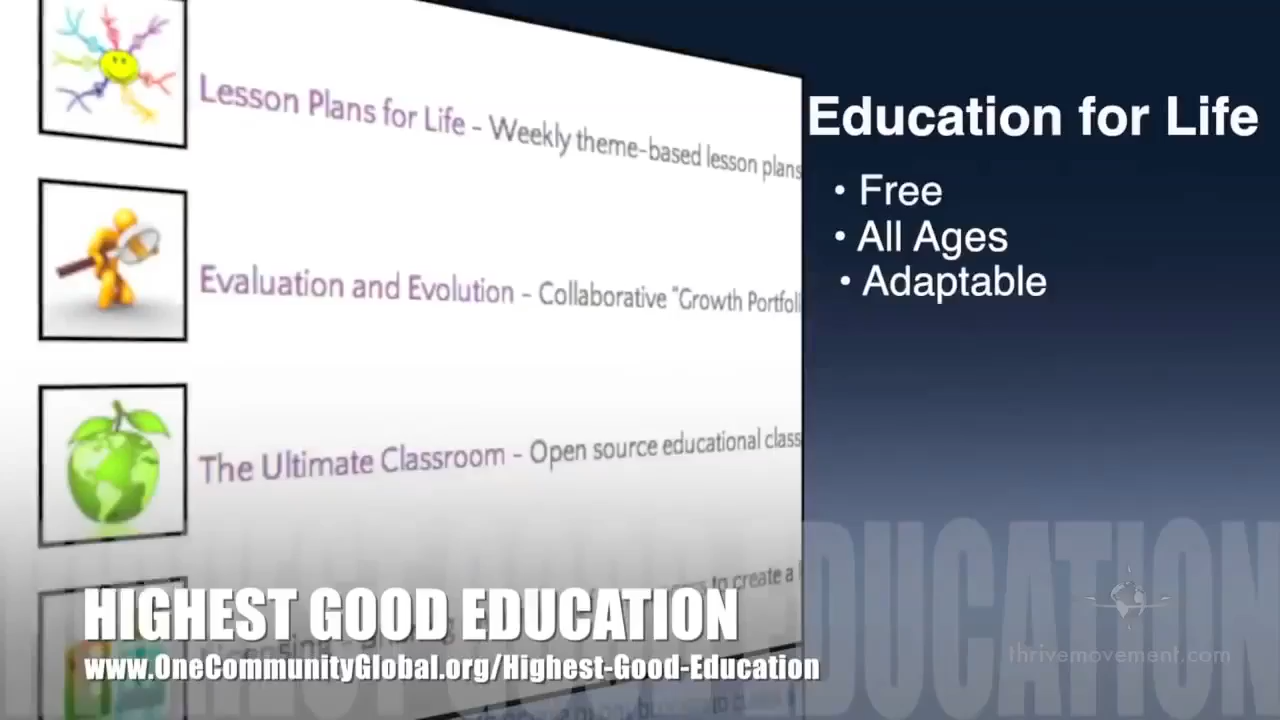 Lesson Plans for Life - Weekly theme-based lesson plans
Evaluation and Evolution - Collaborative "Growth Portfoli
The Ultimate Classroom - Open source educational class
to create a
Education for Life
• Free
• All Ages
• Adaptable
HIGHEST GOOD EDUCATION
www.OneCommunityGlobal.org/Highest-Good-Education
EDUCATION
thrivemovement.com